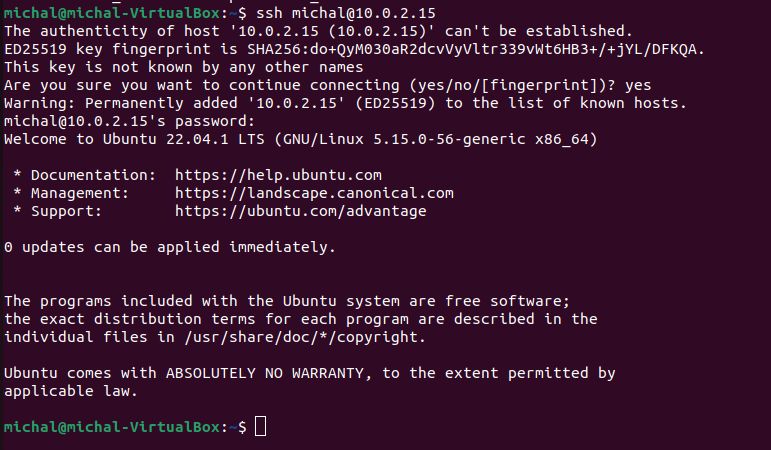 michal@michal-VirtualBox:~$ ssh michal@10.0.2.15
The authenticity of host '10.0.2.15 (10.0.2.15)' can't be established.
ED25519 key fingerprint is SHA256:do+QyM030aR2dcvVyVltr339vWt6HB3+/+jYL/DFKQA.
This key is not known by any other names
Are you sure you want to continue connecting (yes/no/[fingerprint])? yes
Warning: Permanently added '10.0.2.15' (ED25519) to the list of known hosts.
michal@10.0.2.15's password:
Welcome to Ubuntu 22.04.1 LTS (GNU/Linux 5.15.0-56-generic x86_64)
* Documentation:  https://help.ubuntu.com
* Management:     https://landscape.canonical.com
* Support:        https://ubuntu.com/advantage
0 updates can be applied immediately.
The programs included with the Ubuntu system are free software;
the exact distribution terms for each program are described in the
individual files in /usr/share/doc/*/copyright.
Ubuntu comes with ABSOLUTELY NO WARRANTY, to the extent permitted by
applicable law.
michal@michal-VirtualBox:~$